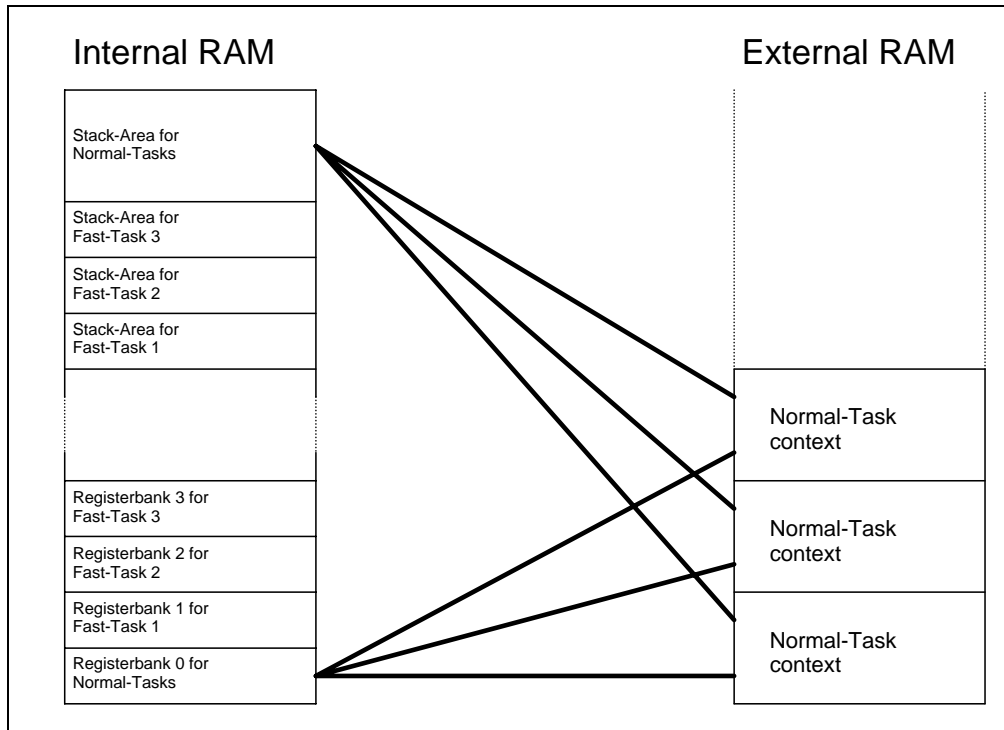 Internal RAM
External RAM
Stack-Area for
Normal-Tasks
Stack-Area for
Fast-Task 3
Stack-Area for
Fast-Task 2
Stack-Area for
Fast-Task 1
Registerbank 3 for
Fast-Task 3
Registerbank 2 for
Fast-Task 2
Registerbank 1 for
Fast-Task 1
Registerbank 0 for
Normal-Tasks
Normal-Task
context
Normal-Task
context
Normal-Task
context